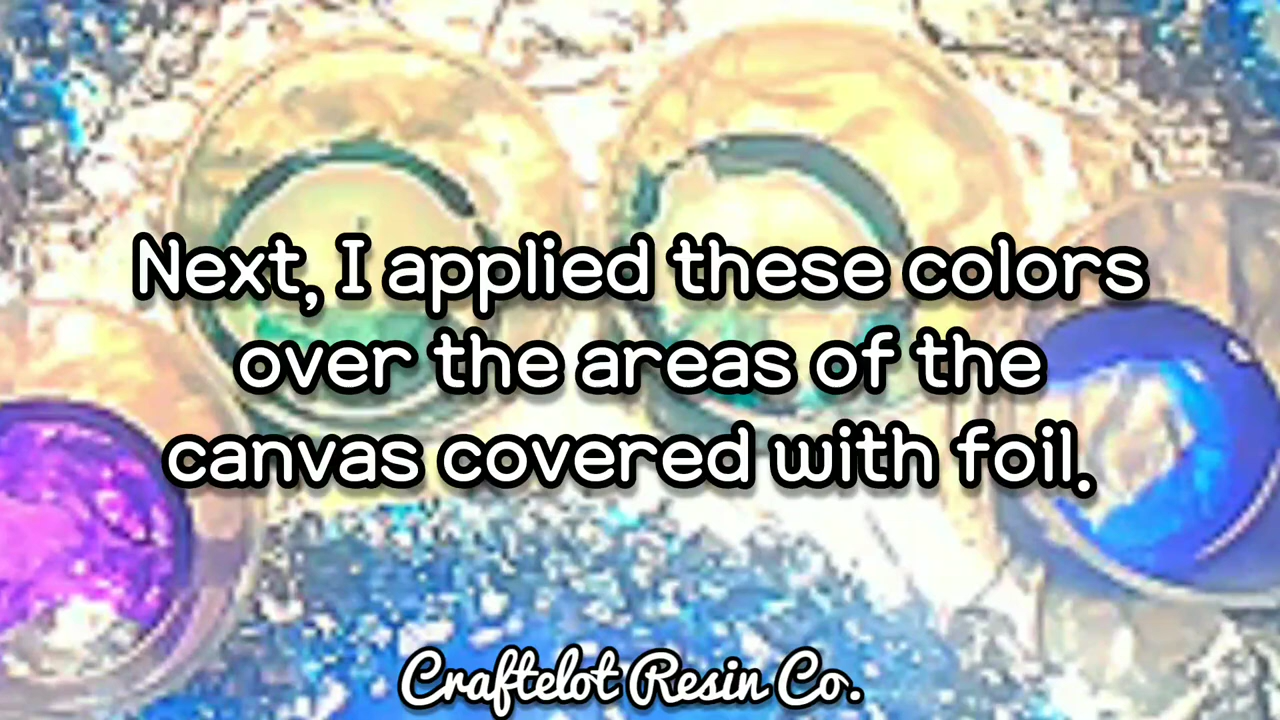 Next, I applied these colors
over the areas of the
canvas covered with foil.
Craftelot Resin Co.